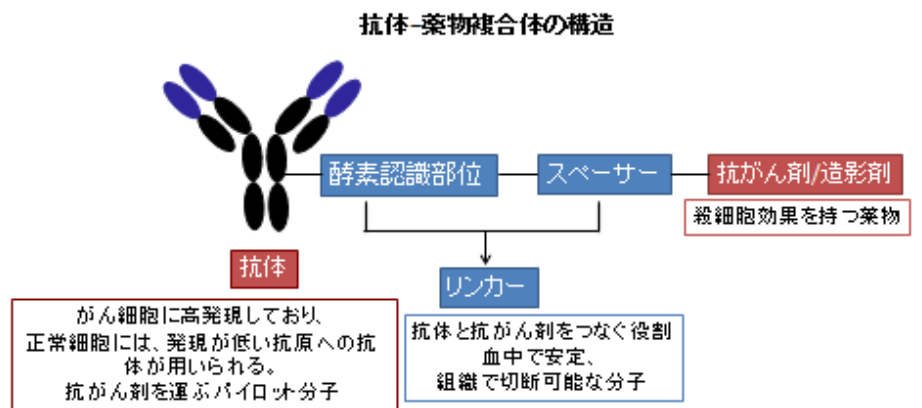 抗体-薬物複合体の構造
酵素認識部位
スペーサー
抗がん剤/造影剤
殺細胞効果を持つ薬物
抗体
リンカー
がん細胞に高発現しており、
正常細胞には、発現が低い抗原への抗
体が用いられる。
抗がん剤を運ぶパイロット分子
抗体と抗がん剤をつなぐ役割
血中で安定、
組織で切断可能な分子